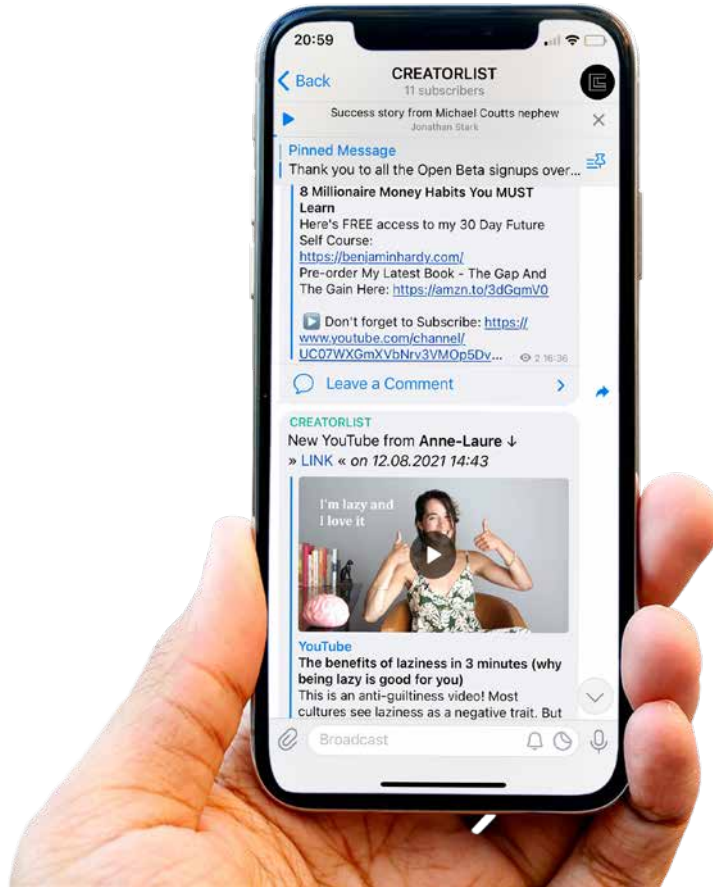 20:59
Back
CREATORLIST
11 subscribers
Success story from Michael Coutts nephew
Jonathan Stark
Pinned Message
Thank you to all the Open Beta signups over...
8 Millionaire Money Habits You MUST
Learn
Here's FREE access to my 30 Day Future
Self Course:
https://benjaminhardy.com/
Pre-order My Latest Book - The Gap And
The Gain Here: https://amzn.to/3dGqmV0
Don't forget to Subscribe: https://
www.youtube.com/channel/
UC07WXGmXVbNrv3VMOp5Dv... 2 16:36
Leave a Comment
CREATORLIST
New YouTube from Anne-Laure ↓
» LINK « on 12.08.2021 14:43
I'm lazy and
I love it
YouTube
The benefits of laziness in 3 minutes (why
being lazy is good for you)
This is an anti-guiltiness video! Most
cultures see laziness as a negative trait. But
Broadcast